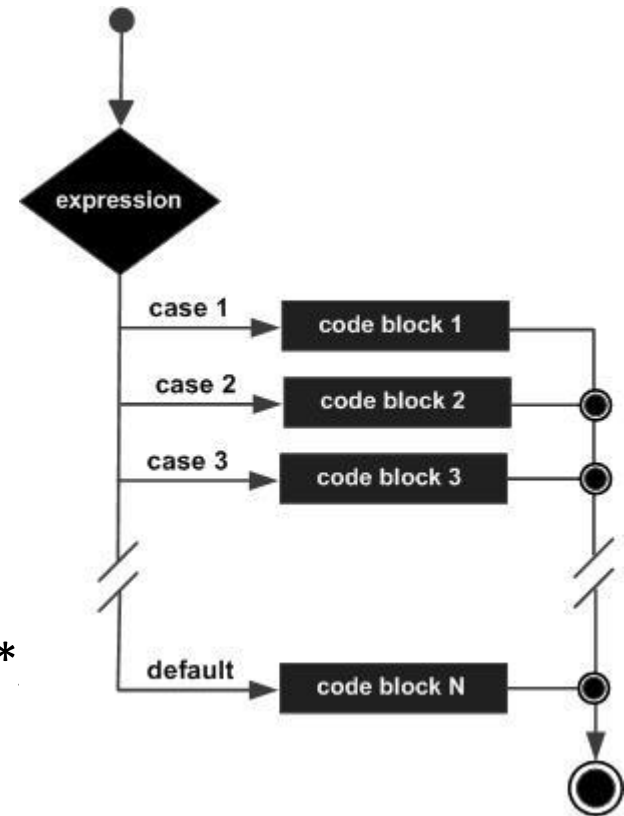 expression
case 1
code block 1
case 2
code block 2
case 3
code block 3
*
default
code block N